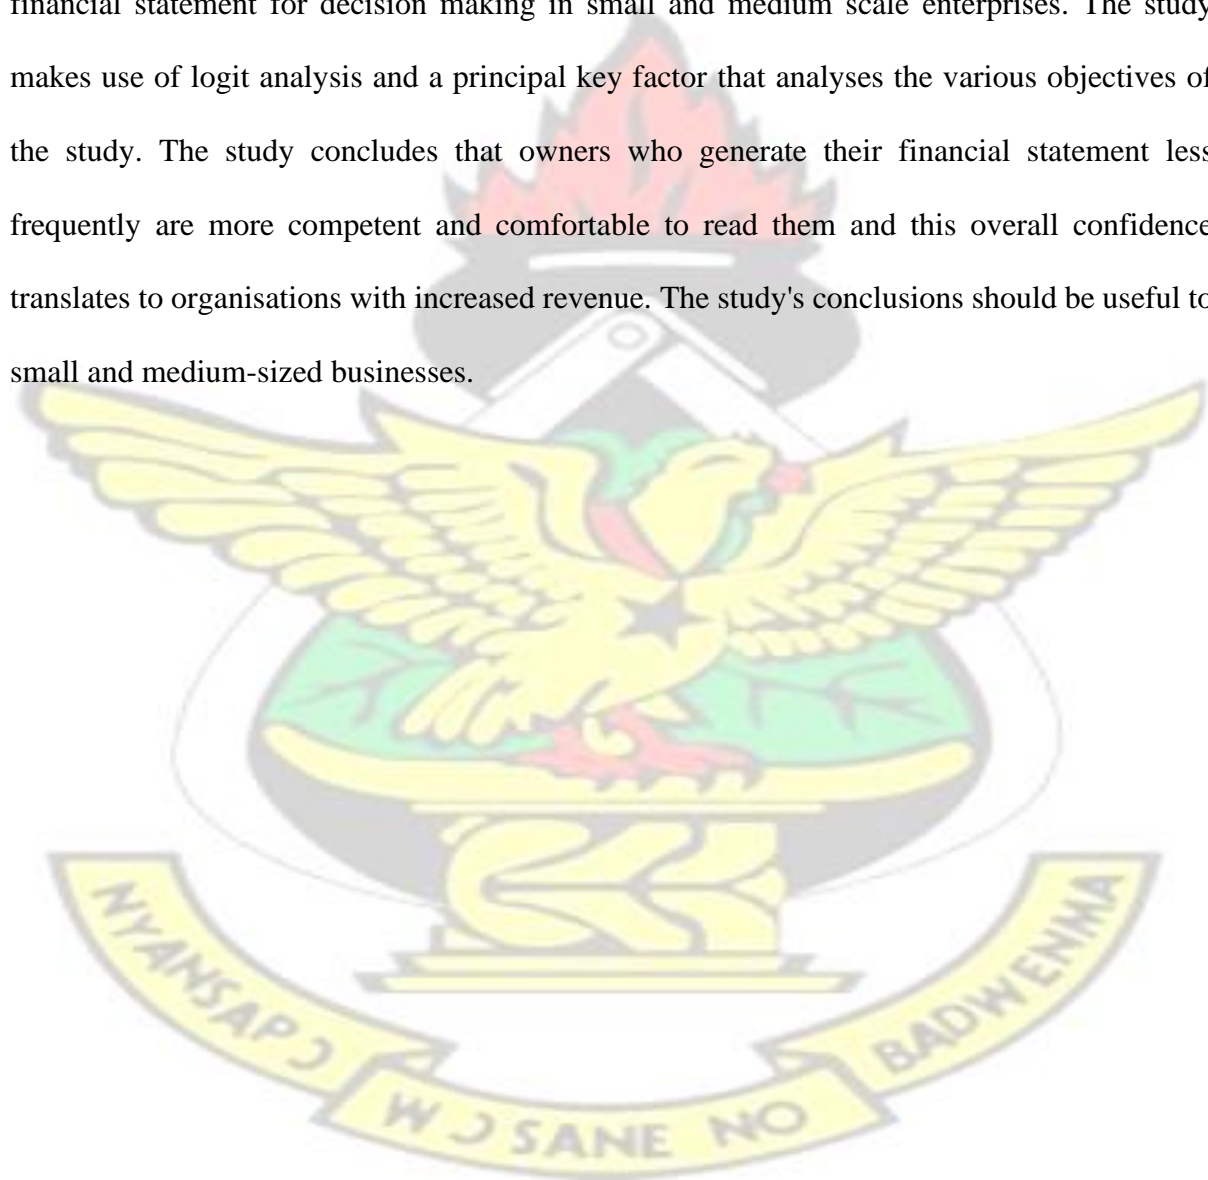 financial statement for decision making in small and medium scale enterprises. The study
makes use of logit analysis and a principal key factor that analyses the various objectives of
the study. The study concludes that owners who generate their financial statement less
frequently are more competent and comfortable to read them and this overall confidence
translates to organisations with increased revenue. The study's conclusions should be useful to
small and medium-sized businesses.
NYANSAPƆ
WƆSANE NO
BADWENMA